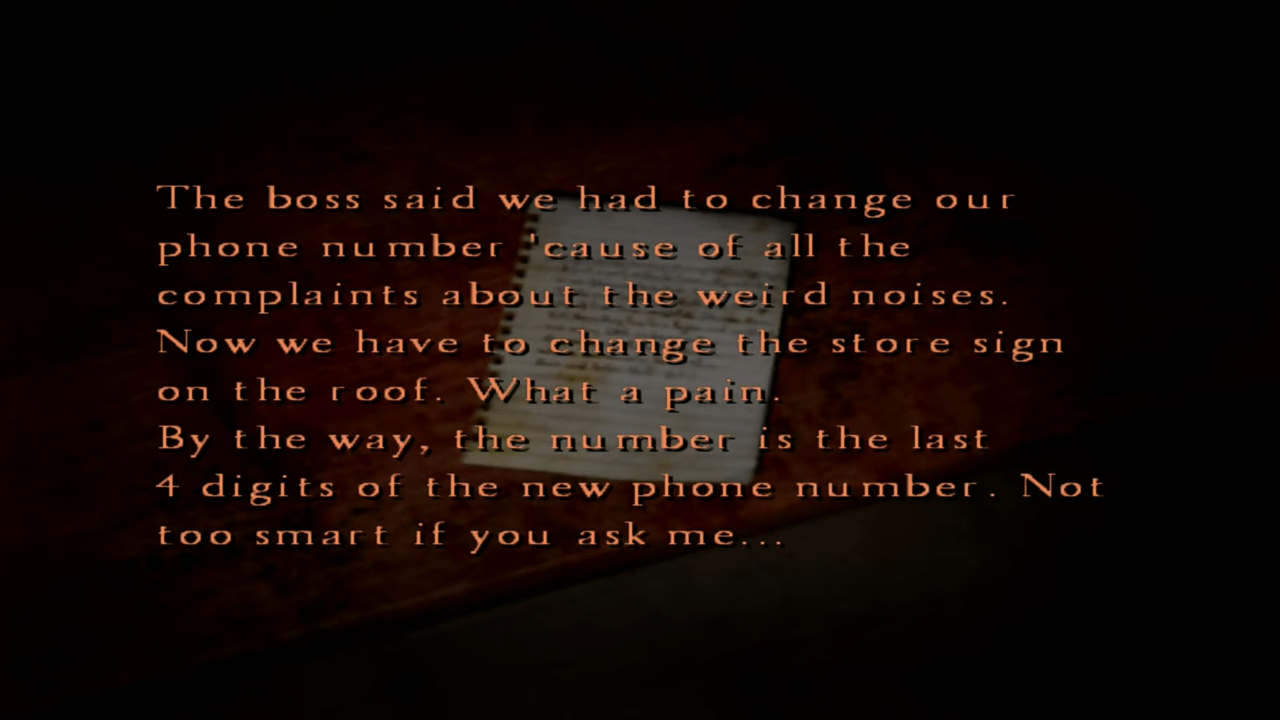 The boss said we had to change our
phone number 'cause of all the
complaints about the weird noises.
Now we have to change the store sign
on the roof. What a pain.
By the way, the number is the last
4 digits of the new phone number. Not
too smart if you ask me...